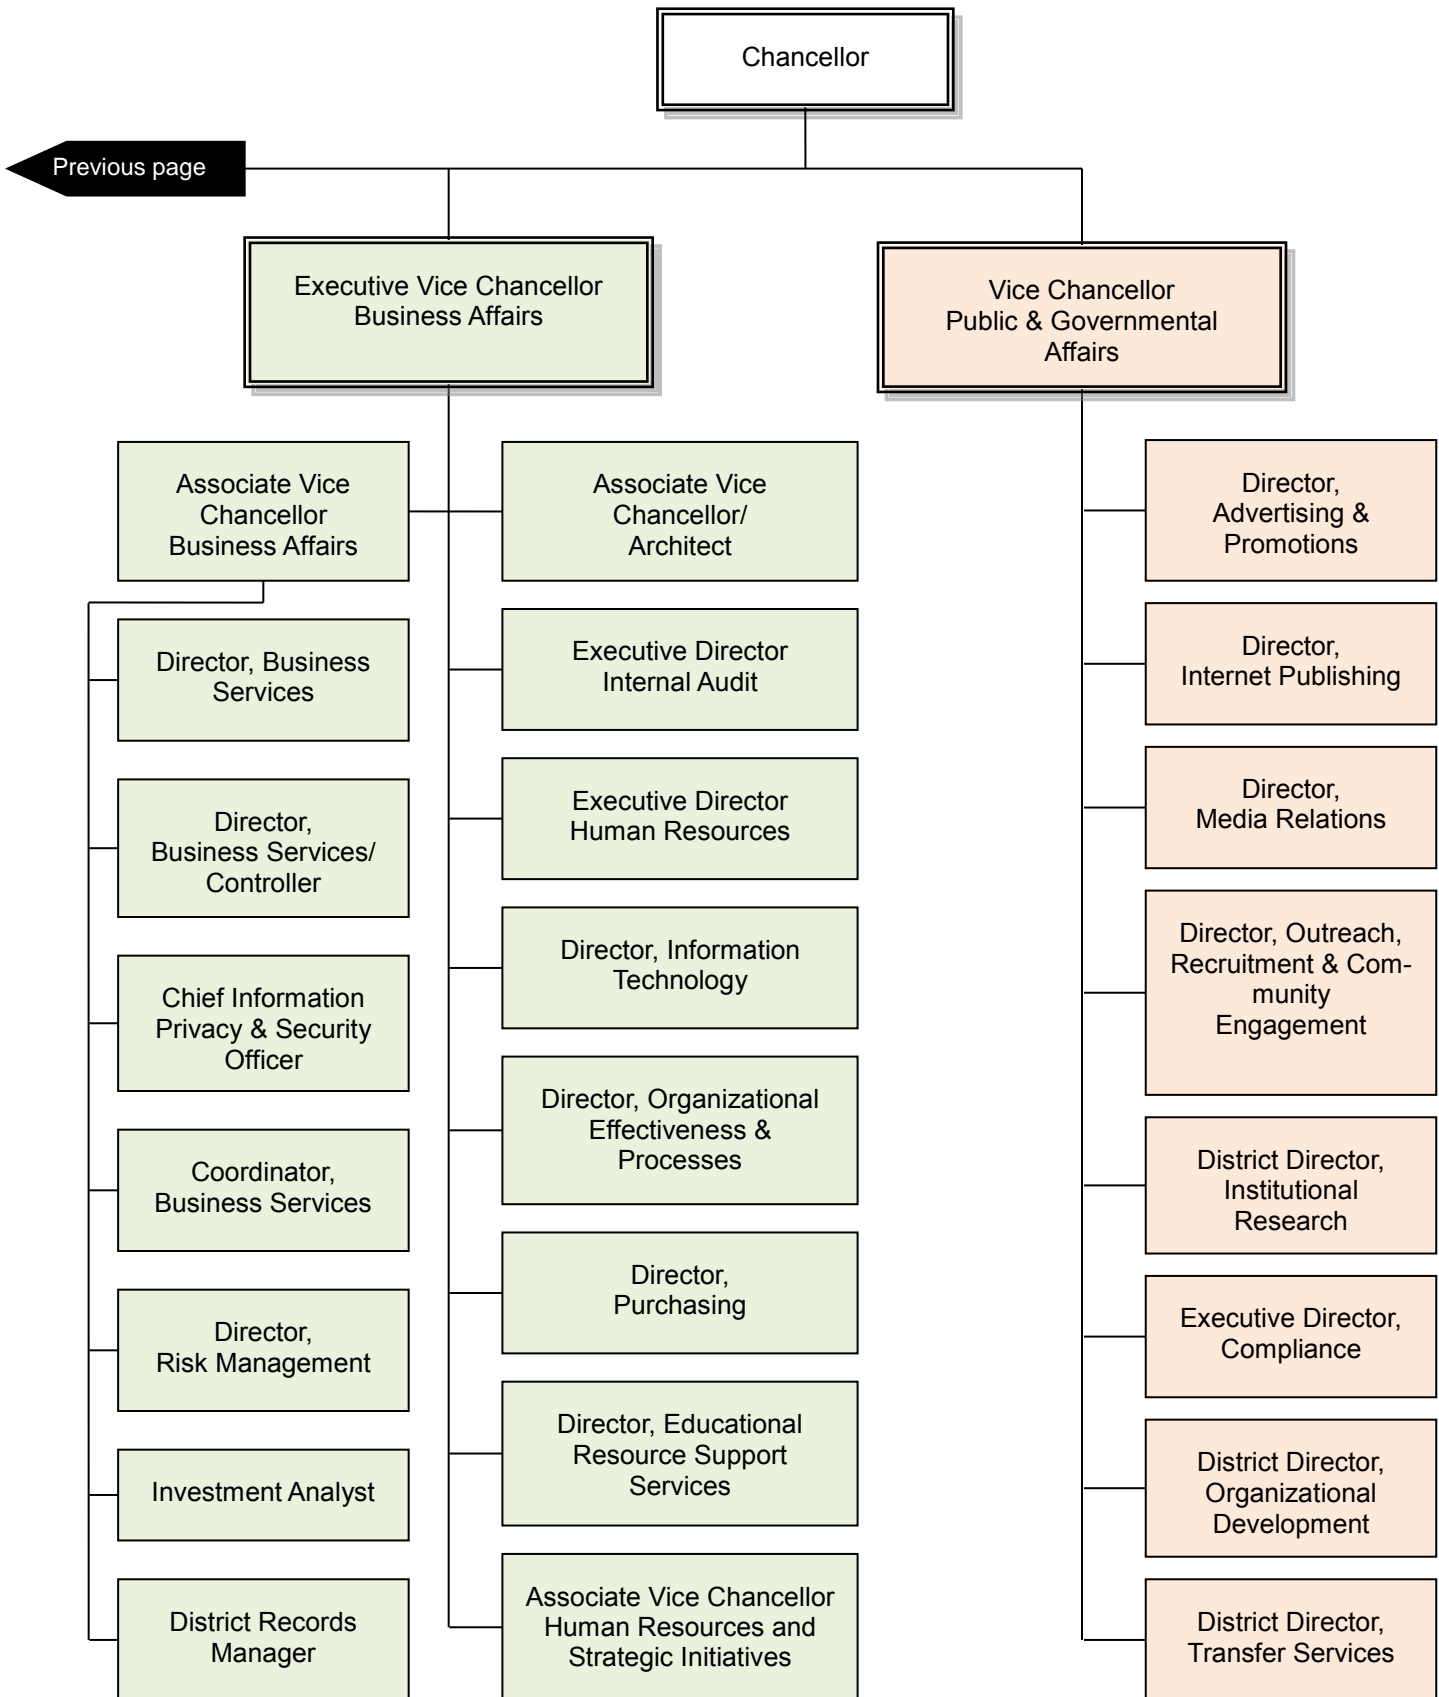 Chancellor
Previous page
Executive Vice Chancellor
Business Affairs
Vice Chancellor
Public & Governmental
Affairs
Associate Vice
Chancellor
Business Affairs
Director, Business
Services
Director,
Business Services/
Controller
Chief Information
Privacy & Security
Officer
Coordinator,
Business Services
Director,
Risk Management
Investment Analyst
District Records
Manager
Associate Vice
Chancellor/
Architect
Executive Director
Internal Audit
Executive Director
Human Resources
Director, Information
Technology
Director, Organizational
Effectiveness &
Processes
Director,
Purchasing
Director, Educational
Resource Support
Services
Associate Vice Chancellor
Human Resources and
Strategic Initiatives
Director,
Advertising &
Promotions
Director,
Internet Publishing
Director,
Media Relations
Director, Outreach,
Recruitment & Com-
munity
Engagement
District Director,
Institutional
Research
Executive Director,
Compliance
District Director,
Organizational
Development
District Director,
Transfer Services